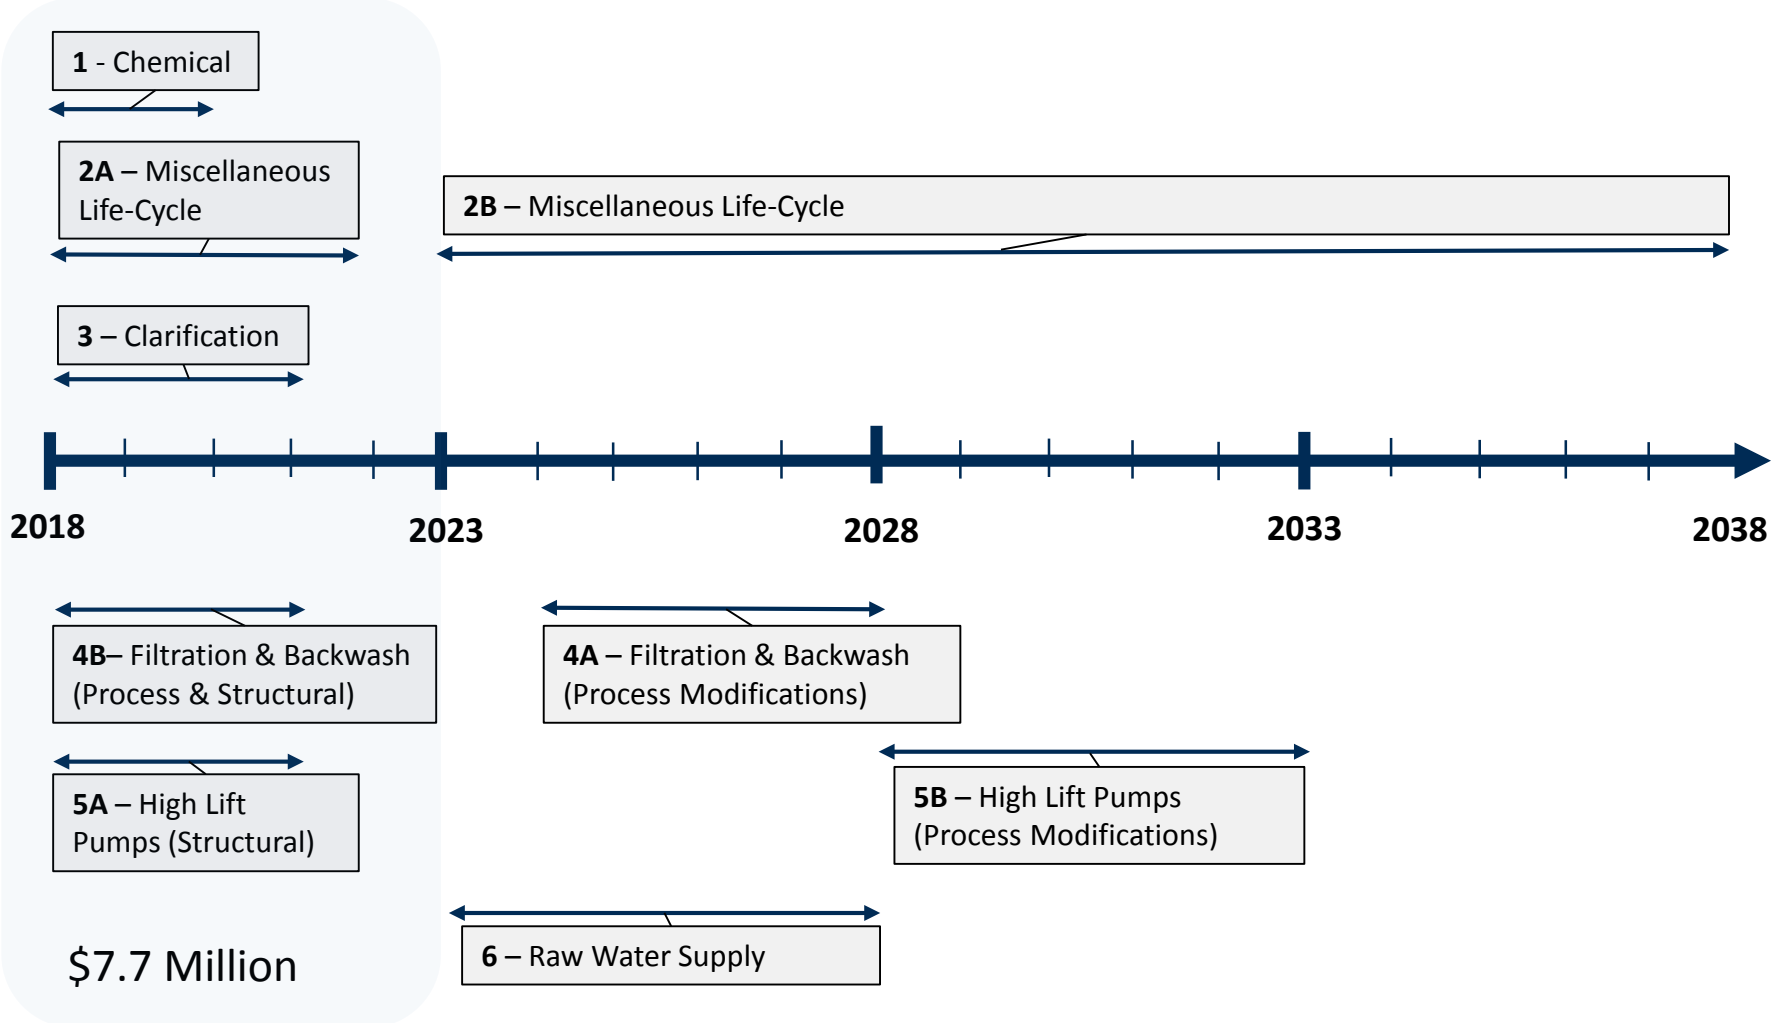 1 - Chemical
2A – Miscellaneous
Life-Cycle
2B – Miscellaneous Life-Cycle
3 – Clarification
2018
2023
2028
2033
2038
4B– Filtration & Backwash
(Process & Structural)
4A – Filtration & Backwash
(Process Modifications)
5A – High Lift
Pumps (Structural)
5B – High Lift Pumps
(Process Modifications)
6 – Raw Water Supply
$7.7 Million